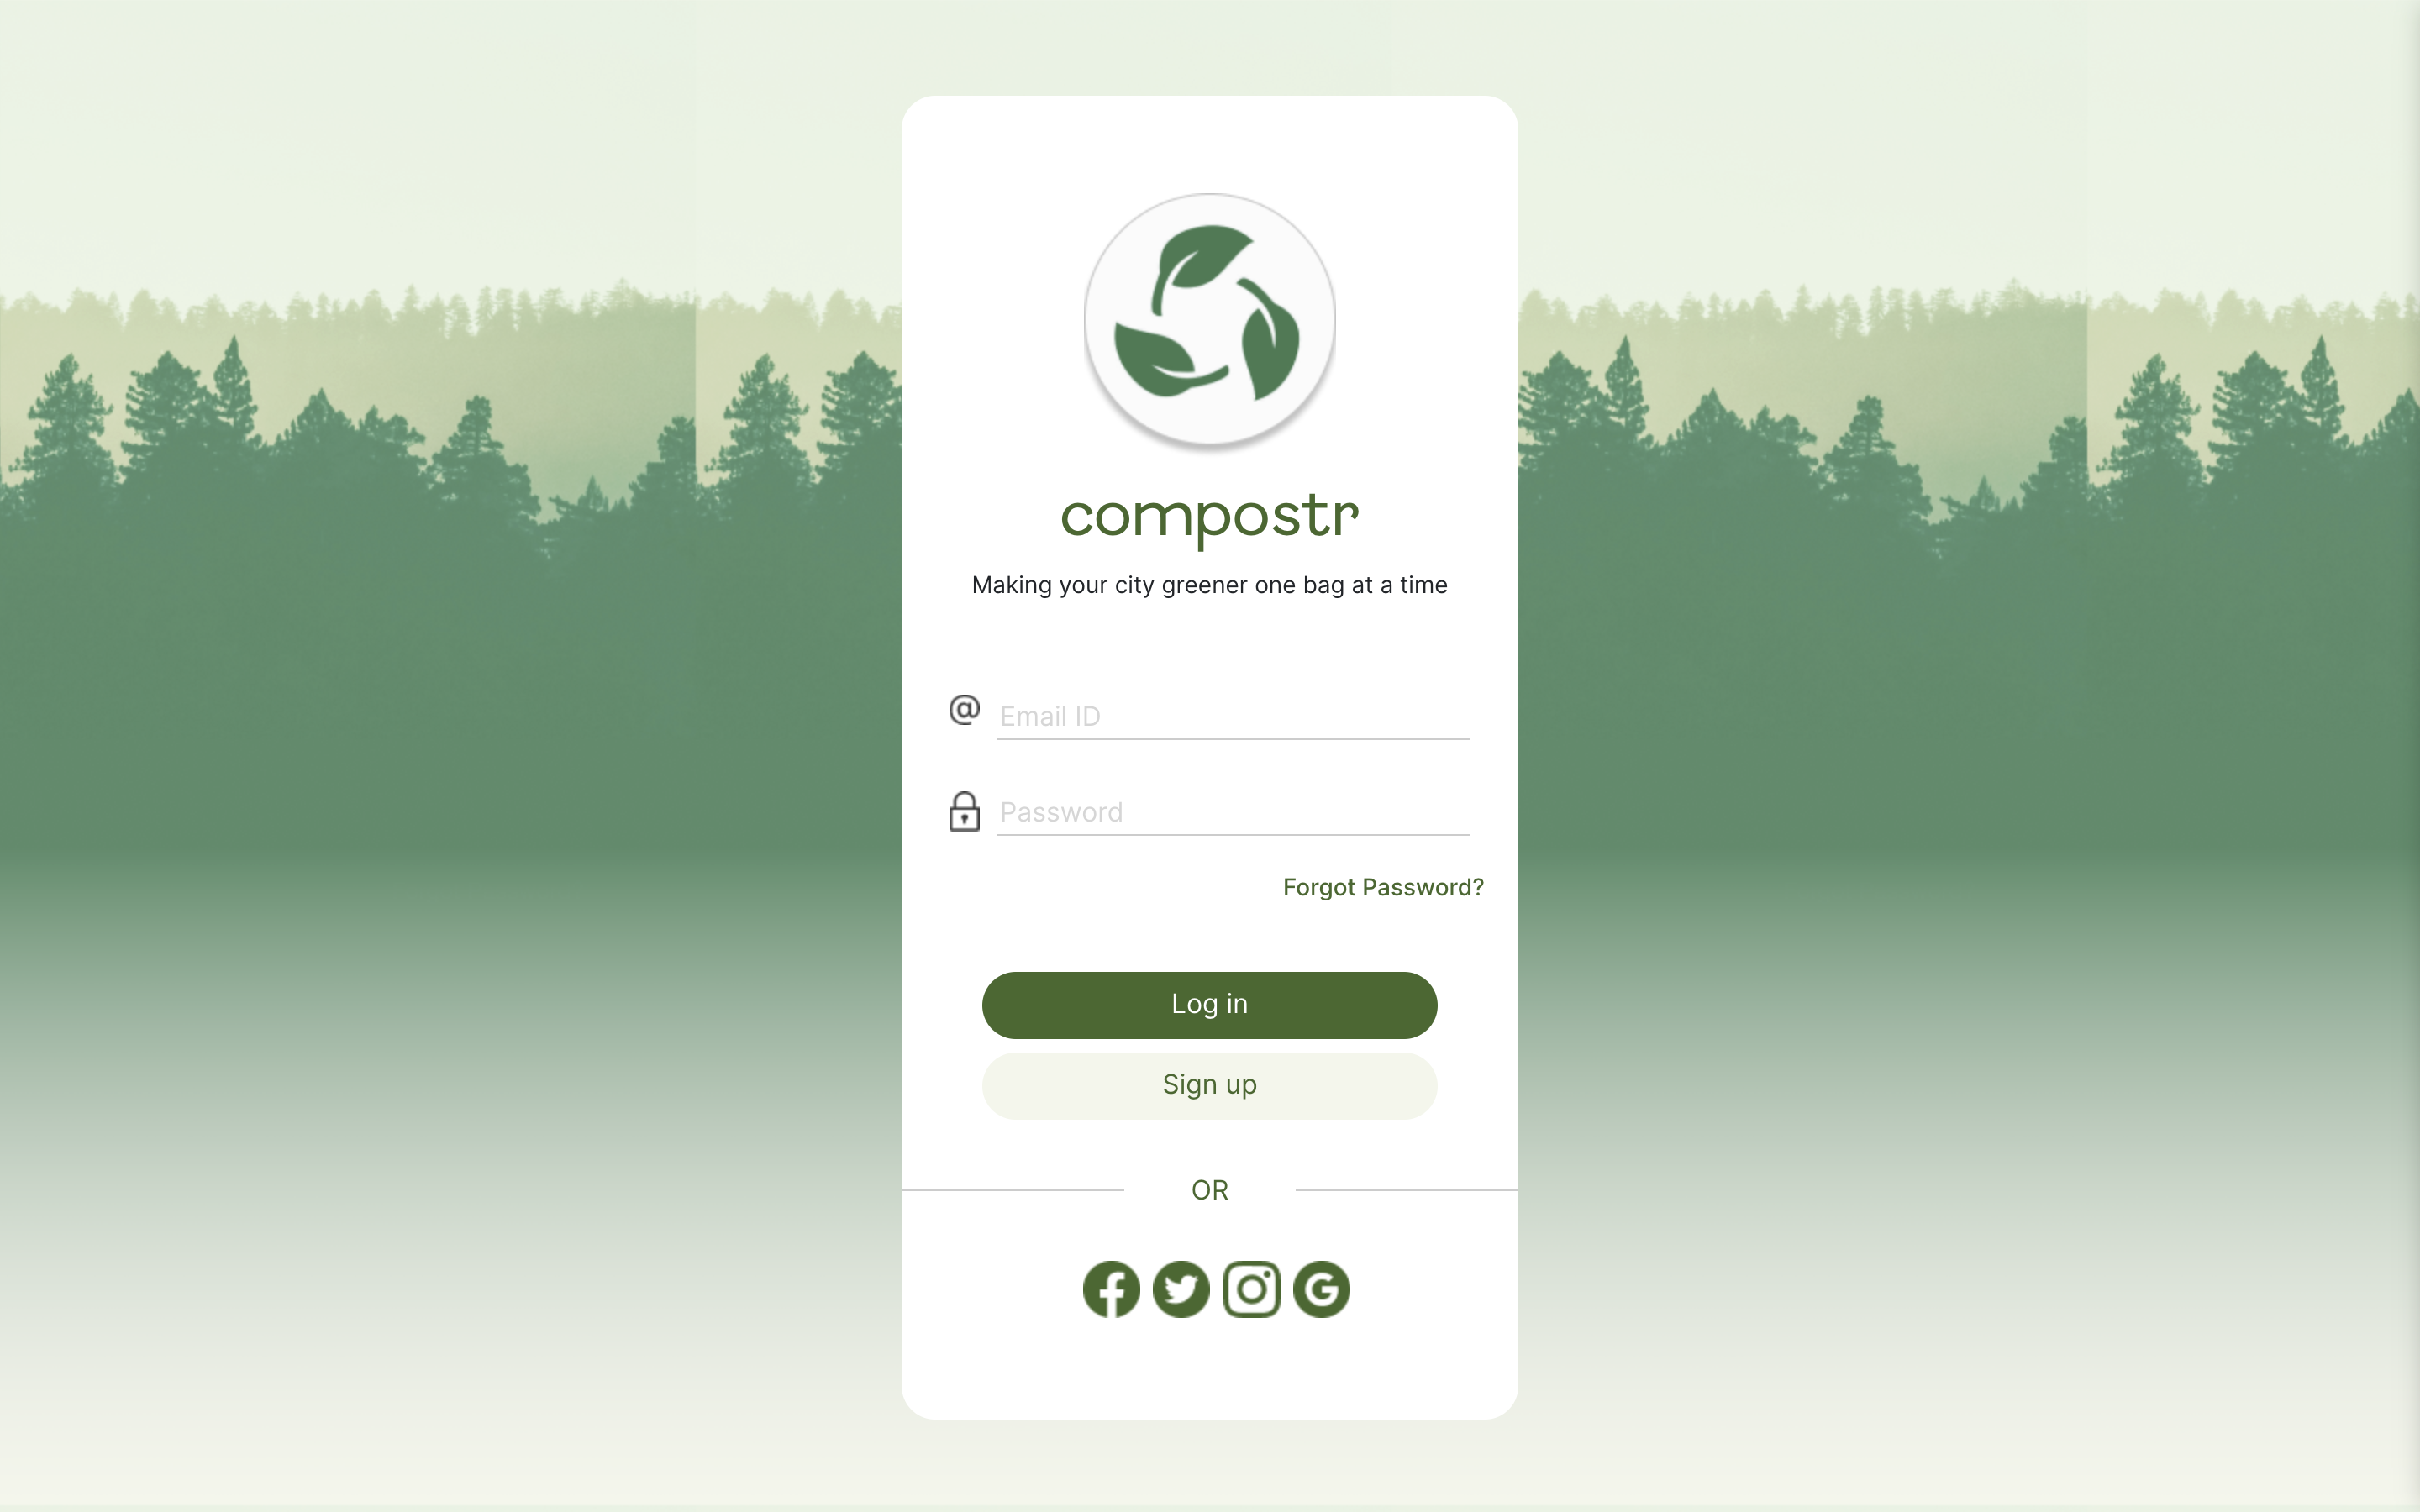 compostr
Making your city greener one bag at a time
@ Email ID
Password
Forgot Password?
Log in
Sign up
OR